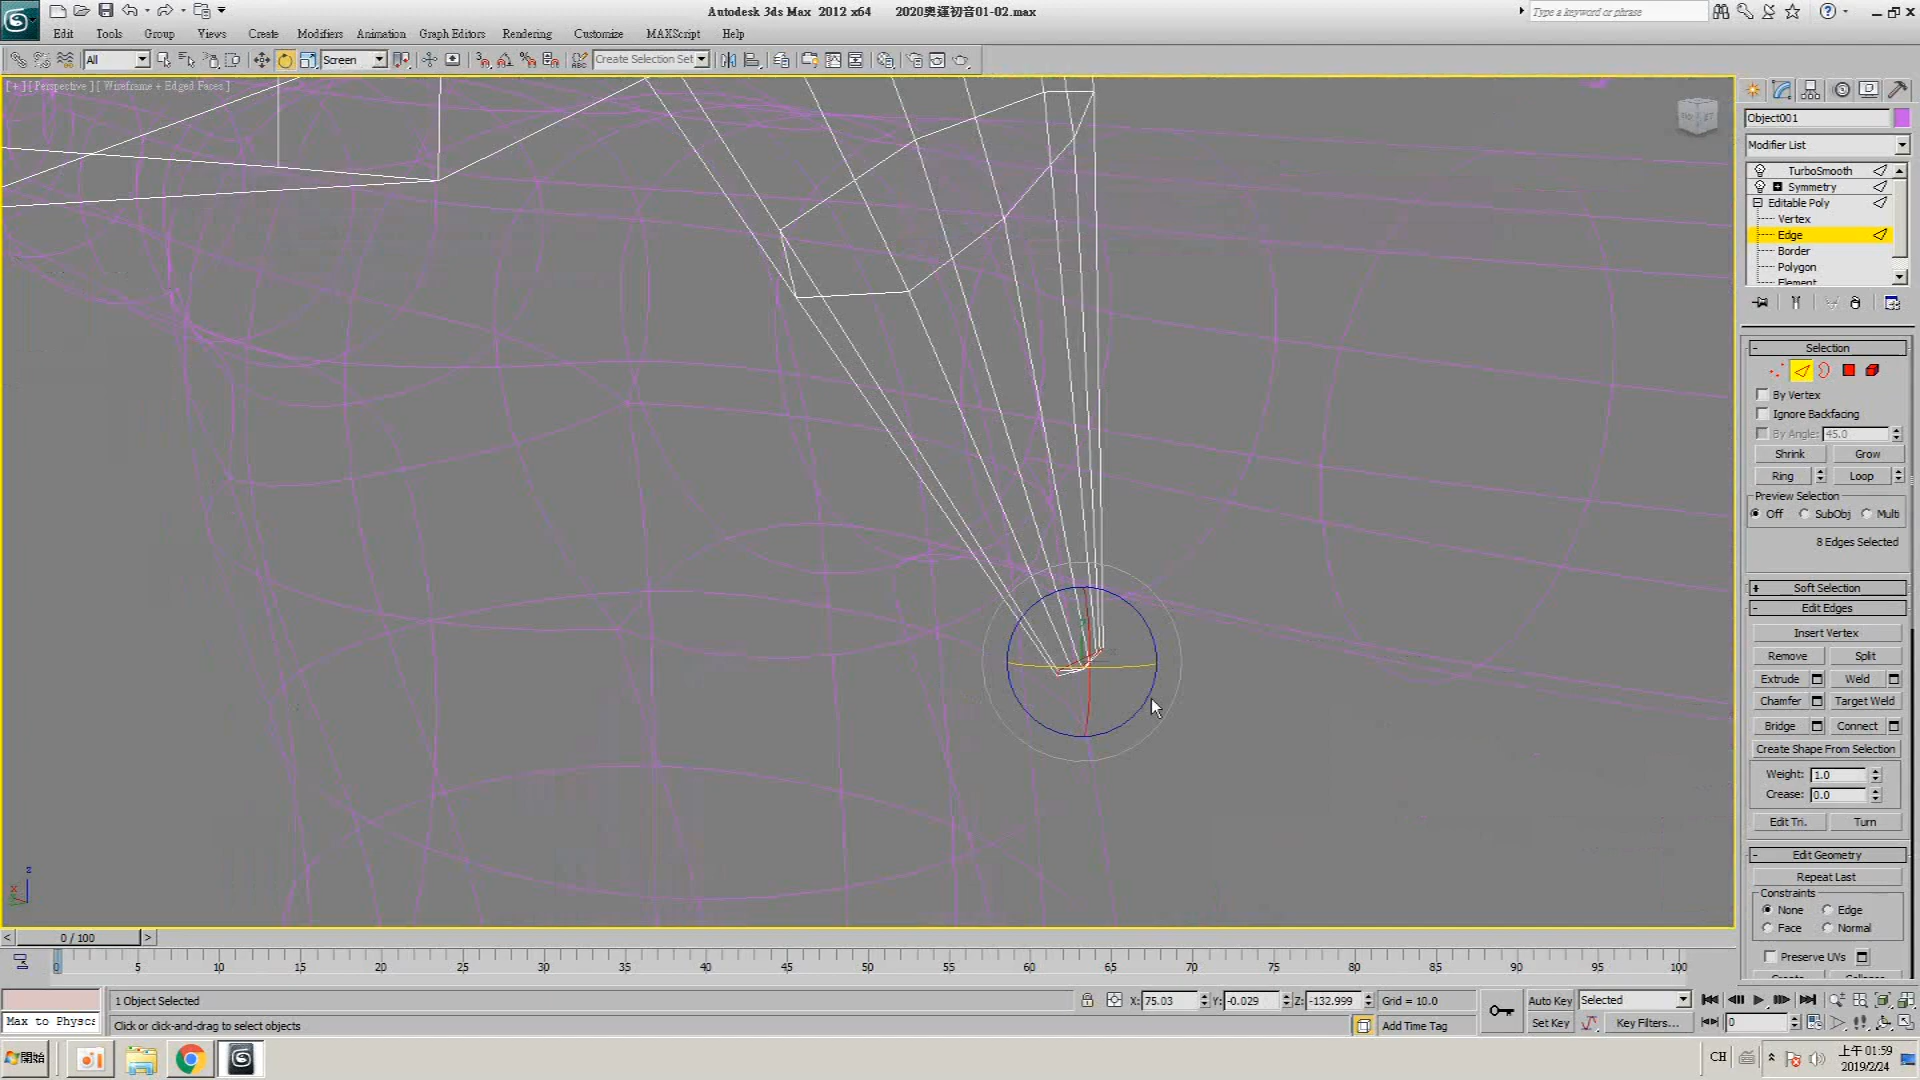 Autodesk 3ds Max 2012 x64 2020奧運初音01-02.max
Type a keyword or phrase
Edit Tools Group Views Create Modifiers Animation Graph Editors Rendering Customize MAXScript Help
All Screen Create Selection Set
[ + ] [ Perspective ] [ Wireframe + Edged Faces ]
Object001
Modifier List
TurboSmooth
Symmetry
Editable Poly
Vertex
Edge
Border
Polygon
Element
Selection
By Vertex
Ignore Backfacing
By Angle: 45.0
Shrink Grow
Ring Loop
Preview Selection
Off SubObj Multi
8 Edges Selected
Soft Selection
Edit Edges
Insert Vertex
Remove Split
Extrude Weld
Chamfer Target Weld
Bridge Connect
Create Shape From Selection
Weight: 1.0
Crease: 0.0
Edit Tri. Turn
Edit Geometry
Repeat Last
Constraints
None Edge
Face Normal
Preserve UVs
Create Collapse
0 / 100
0 5 10 15 20 25 30 35 40 45 50 55 60 65 70 75 80 85 90 95 100
1 Object Selected X: 75.03 Y: -0.029 Z: -132.999 Grid = 10.0 Auto Key Selected
Max to Physcs Click or click-and-drag to select objects Add Time Tag Set Key Key Filters... 0
開始 CH 上午 01:59
2019/2/24